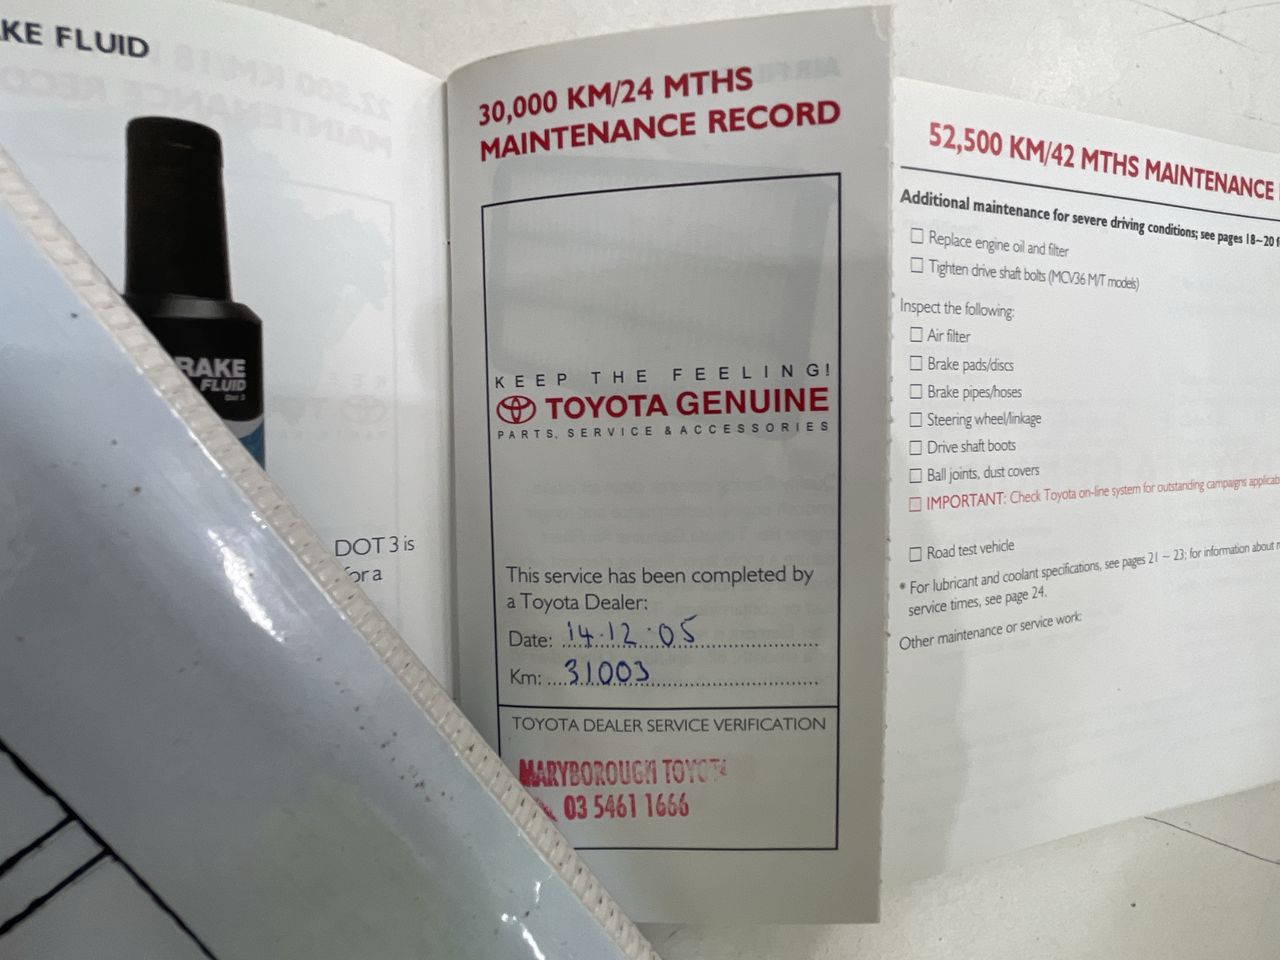 KE FLUID
RAKE
FLUID
Dot 3
DOT 3 is
for a
30,000 KM/24 MTHS
MAINTENANCE RECORD
KEEP THE FEELING!
TOYOTA GENUINE
PARTS, SERVICE & ACCESSORIES
This service has been completed by
a Toyota Dealer:
Date: 14.12.05
Km: 31003
TOYOTA DEALER SERVICE VERIFICATION
MARYBOROUGH TOYOTA
03 5461 1666
52,500 KM/42 MTHS MAINTENANCE
Additional maintenance for severe driving conditions; see pages 18~20 f
Replace engine oil and filter
Tighten drive shaft bolts (MCV36 M/T models)
Inspect the following:
Air filter
Brake pads/discs
Brake pipes/hoses
Steering wheel/linkage
Drive shaft boots
Ball joints, dust covers
IMPORTANT: Check Toyota on-line system for outstanding campaigns applicab
Road test vehicle
* For lubricant and coolant specifications, see pages 21 – 23; for information about
service times, see page 24.
Other maintenance or service work: